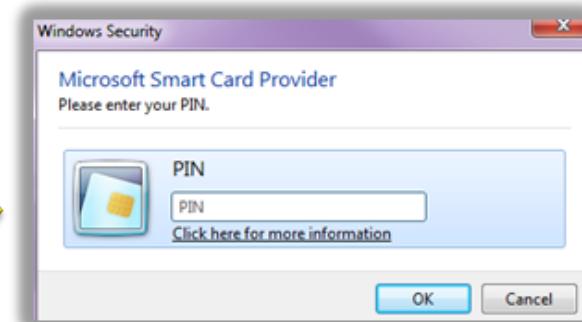 Windows Security
Microsoft Smart Card Provider
Please enter your PIN.
PIN
PIN
Click here for more information
OK Cancel